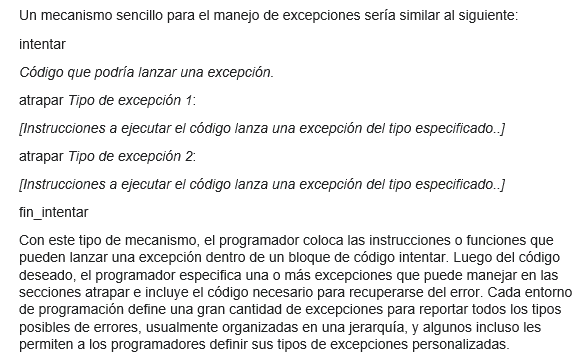 Un mecanismo sencillo para el manejo de excepciones sería similar al siguiente:
intentar
Código que podría lanzar una excepción.
atrapar Tipo de excepción 1:
[Instrucciones a ejecutar el código lanza una excepción del tipo especificado..]
atrapar Tipo de excepción 2:
[Instrucciones a ejecutar el código lanza una excepción del tipo especificado..]
fin_intentar
Con este tipo de mecanismo, el programador coloca las instrucciones o funciones que
pueden lanzar una excepción dentro de un bloque de código intentar. Luego del código
deseado, el programador especifica una o más excepciones que puede manejar en las
secciones atrapar e incluye el código necesario para recuperarse del error. Cada entorno
de programación define una gran cantidad de excepciones para reportar todos los tipos
posibles de errores, usualmente organizadas en una jerarquía, y algunos incluso les
permiten a los programadores definir sus tipos de excepciones personalizadas.